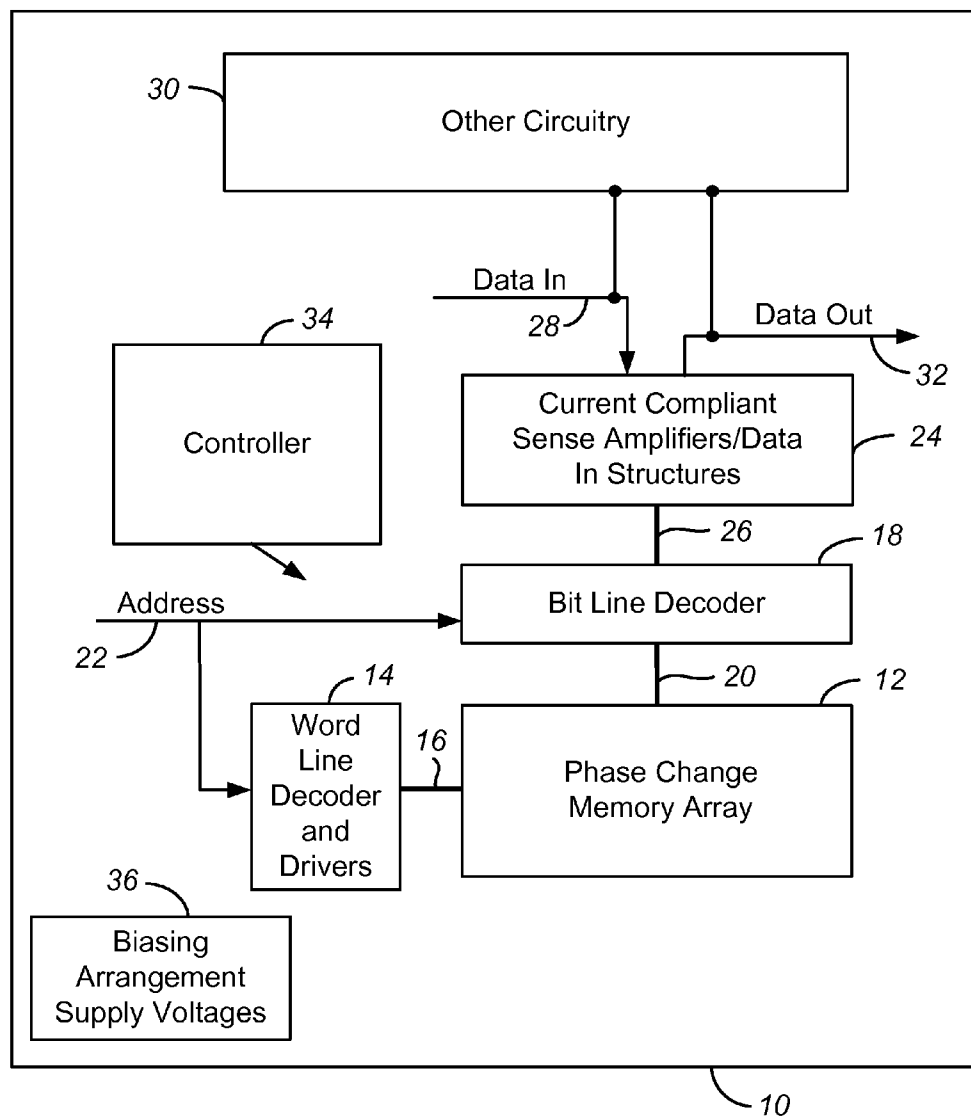 30
Other Circuitry
Data In
28
Data Out
32
34
Controller
Current Compliant
Sense Amplifiers/Data
In Structures
24
26
18
Bit Line Decoder
Address
22
20
14
Word
Line
Decoder
and
Drivers
16
12
Phase Change
Memory Array
36
Biasing
Arrangement
Supply Voltages
10